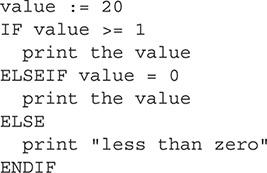 value := 20
IF value >= 1
  print the value
ELSEIF value = 0
  print the value
ELSE
  print "less than zero"
ENDIF